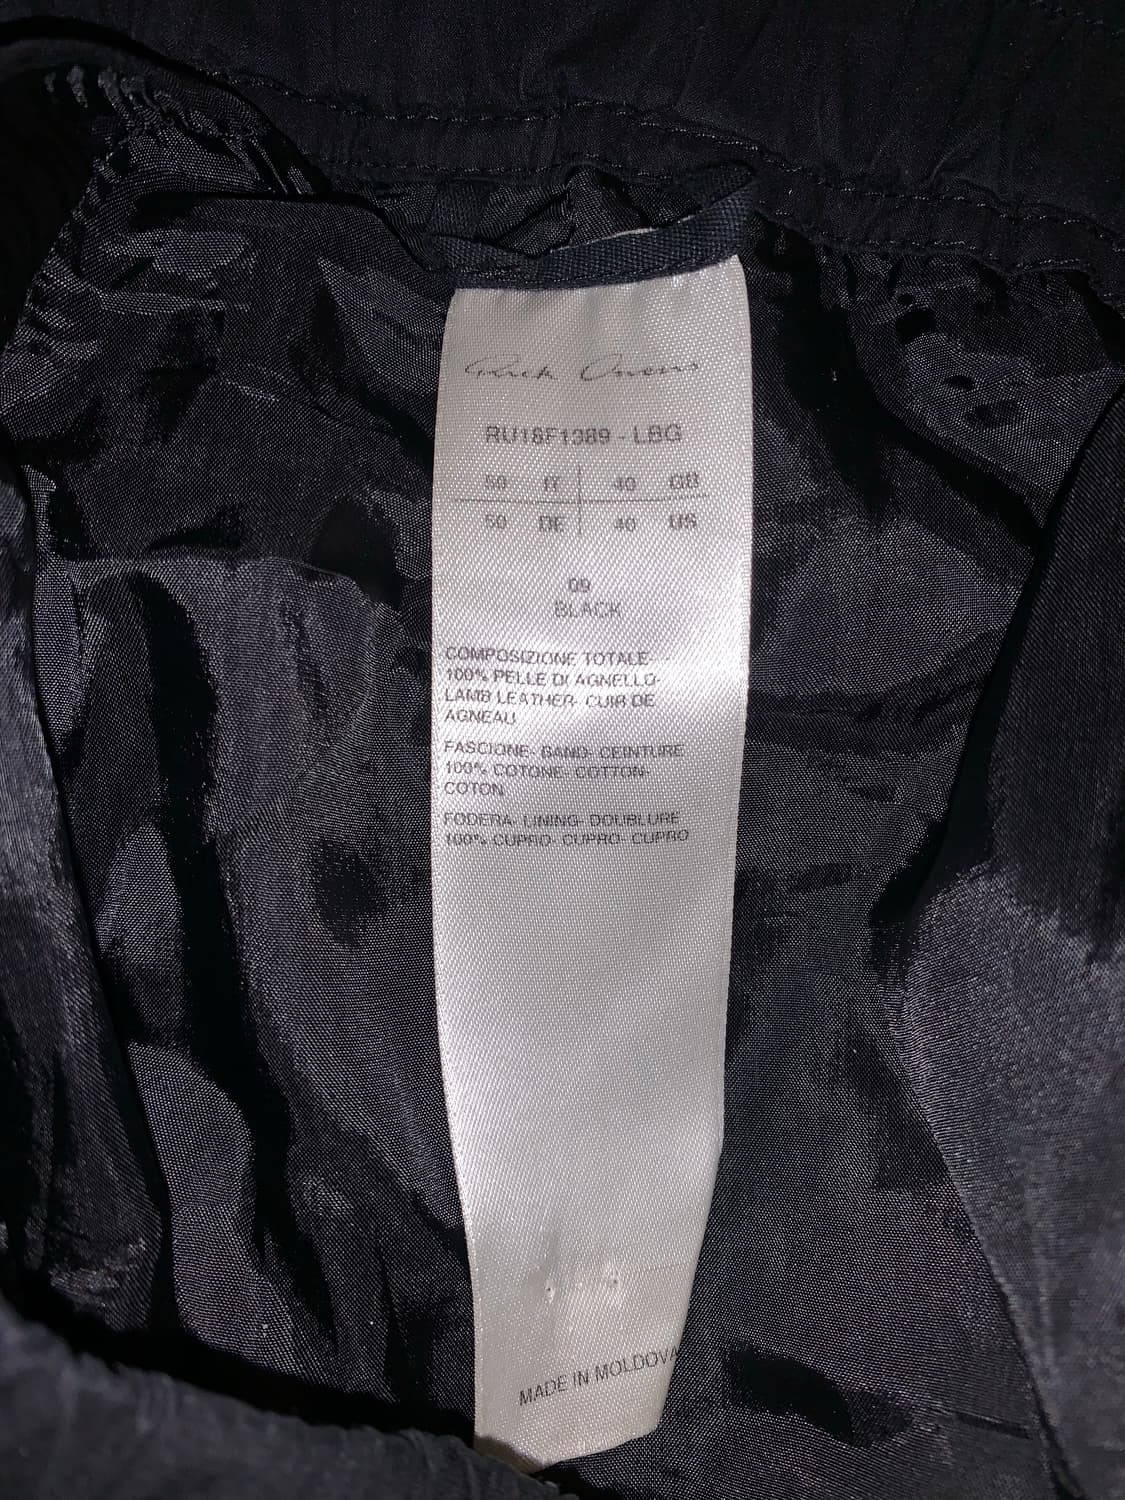 Rick Owens
RU18F1389 - LBG
50 IT 40 GB
50 DE 40 US
09
BLACK
COMPOSIZIONE TOTALE-
100% PELLE DI AGNELLO-
LAMB LEATHER- CUIR DE
AGNEAU
FASCIONE- BAND- CEINTURE
100% COTONE- COTTON-
COTON
FODERA- LINING- DOUBLURE
100% CUPRO- CUPRO- CUPRO
MADE IN MOLDOVA